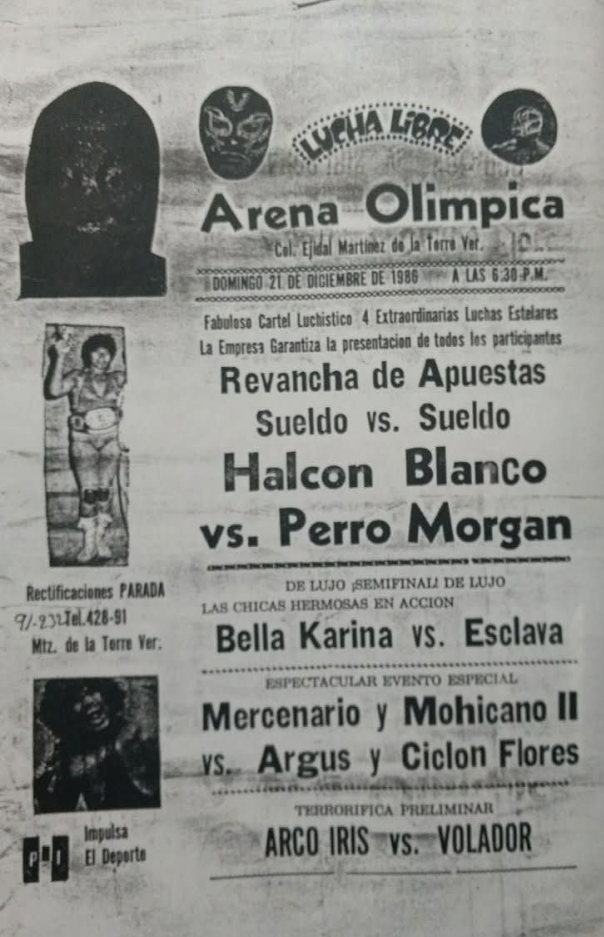 LUCHA LIBRE
Arena Olimpica
Col. Ejidal Martinez de la Torre Ver.
DOMINGO 21 DE DICIEMBRE DE 1986 A LAS 6:30 P.M.
Fabuloso Cartel Luchistico 4 Extraordinarias Luchas Estelares
La Empresa Garantiza la presentacion de todos los participantes
Revancha de Apuestas
Sueldo vs. Sueldo
Halcon Blanco
vs. Perro Morgan
DE LUJO ¡SEMIFINAL! DE LUJO
LAS CHICAS HERMOSAS EN ACCION
Bella Karina vs. Esclava
ESPECTACULAR EVENTO ESPECIAL
Mercenario y Mohicano II
vs. Argus y Ciclon Flores
TERRORIFICA PRELIMINAR
ARCO IRIS vs. VOLADOR
Rectificaciones PARADA
91-232 Tel. 428-91
Mtz. de la Torre Ver.
PRI
Impulsa
El Deporte